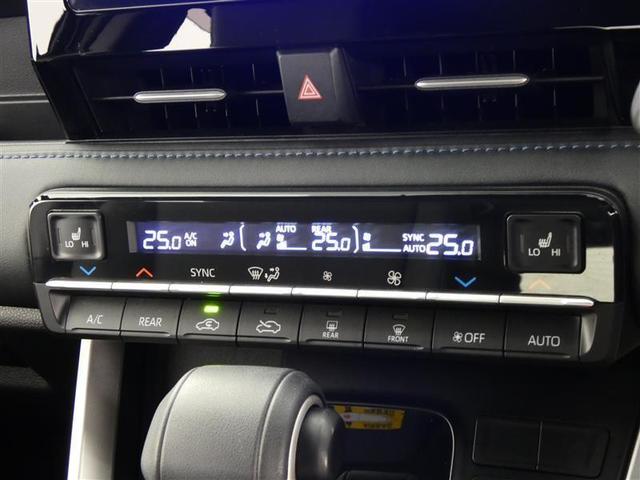 LO HI
25.0 A/C ON AUTO REAR 25.0 SYNC AUTO 25.0
LO HI
SYNC
A/C REAR REAR FRONT OFF AUTO